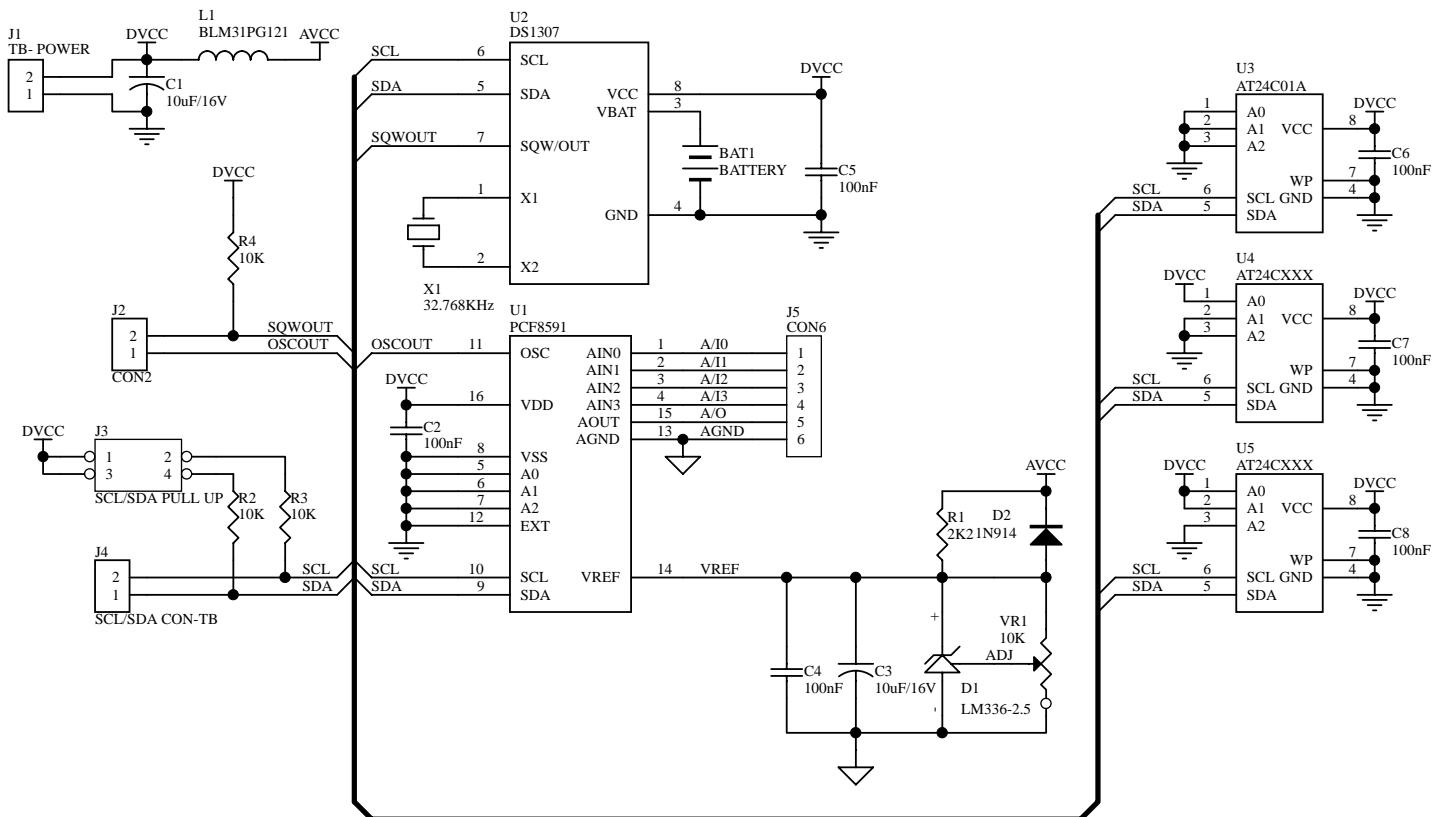 J1
TB- POWER
2
1
DVCC
C1
10uF/16V
L1
BLM31PG121
AVCC
U2
DS1307
SCL 6 SCL
SDA 5 SDA
SQWOUT 7 SQW/OUT
1 X1
2 X2
X1
32.768KHz
VCC 8
VBAT 3
GND 4
BAT1
BATTERY
DVCC
C5
100nF
DVCC
R4
10K
J2
2
1
CON2
SQWOUT
OSCOUT
U1
PCF8591
OSCOUT 11 OSC
DVCC
16 VDD
C2
100nF
8 VSS
5 A0
6 A1
7 A2
12 EXT
SCL 10 SCL
SDA 9 SDA
AIN0 1 A/I0
AIN1 2 A/I1
AIN2 3 A/I2
AIN3 4 A/I3
AOUT 15 A/O
AGND 13 AGND
VREF 14 VREF
J5
CON6
1
2
3
4
5
6
DVCC
J3
1 2
3 4
SCL/SDA PULL UP
R2
10K
R3
10K
J4
2
1
SCL
SDA
SCL/SDA CON-TB
AVCC
R1
2K2
D2
1N914
C4
100nF
C3
10uF/16V
+
-
D1
LM336-2.5
ADJ
VR1
10K
U3
AT24C01A
1 A0
2 A1
3 A2
SCL 6 SCL
SDA 5 SDA
VCC 8
WP 7
GND 4
DVCC
C6
100nF
U4
AT24CXXX
DVCC
1 A0
2 A1
3 A2
SCL 6 SCL
SDA 5 SDA
VCC 8
WP 7
GND 4
DVCC
C7
100nF
U5
AT24CXXX
DVCC
1 A0
2 A1
3 A2
SCL 6 SCL
SDA 5 SDA
VCC 8
WP 7
GND 4
DVCC
C8
100nF